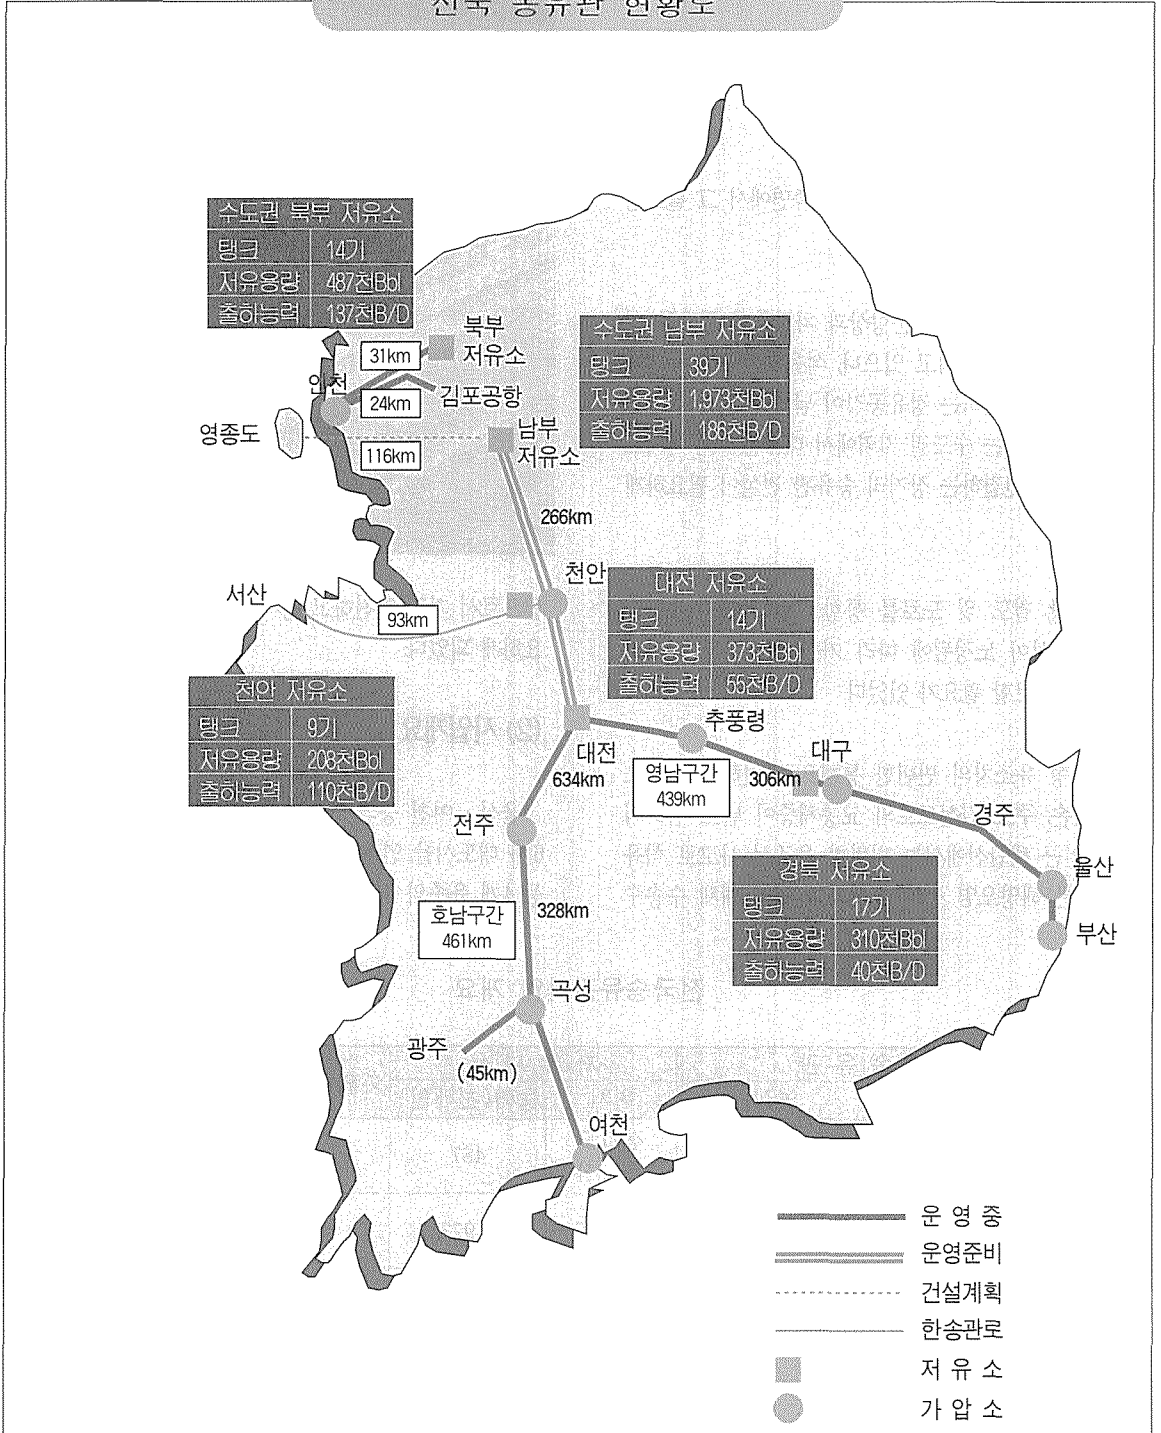 전국 송유관 현황도
수도권 북부 저유소
탱크 14기
저유용량 487천Bbl
출하능력 137천B/D
북부
저유소
31km
인천
24km
김포공항
영종도
116km
남부
저유소
수도권 남부 저유소
탱크 39기
저유용량 1,973천Bbl
출하능력 186천B/D
266km
천안
서산
93km
대전 저유소
탱크 14기
저유용량 373천Bbl
출하능력 55천B/D
천안 저유소
탱크 9기
저유용량 208천Bbl
출하능력 110천B/D
추풍령
대전
634km
영남구간
439km
306km
대구
경주
전주
울산
부산
경북 저유소
탱크 17기
저유용량 310천Bbl
출하능력 40천B/D
호남구간
461km
328km
곡성
광주
(45km)
여천
운 영 중
운영준비
건설계획
한송관로
저 유 소
가 압 소